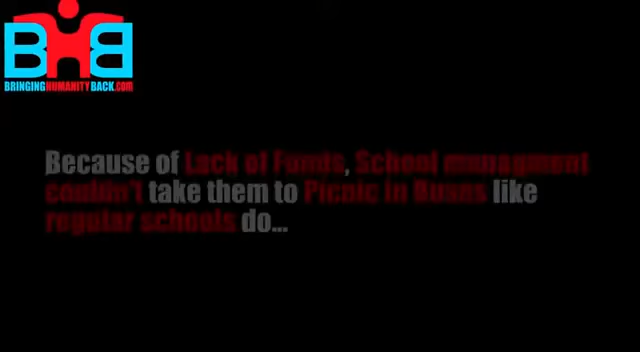 BHB
BRINGINGHUMANITYBACK.com
Because of Lack of Funds, School managment
couldn't take them to Picnic in Buses like
regular schools do...